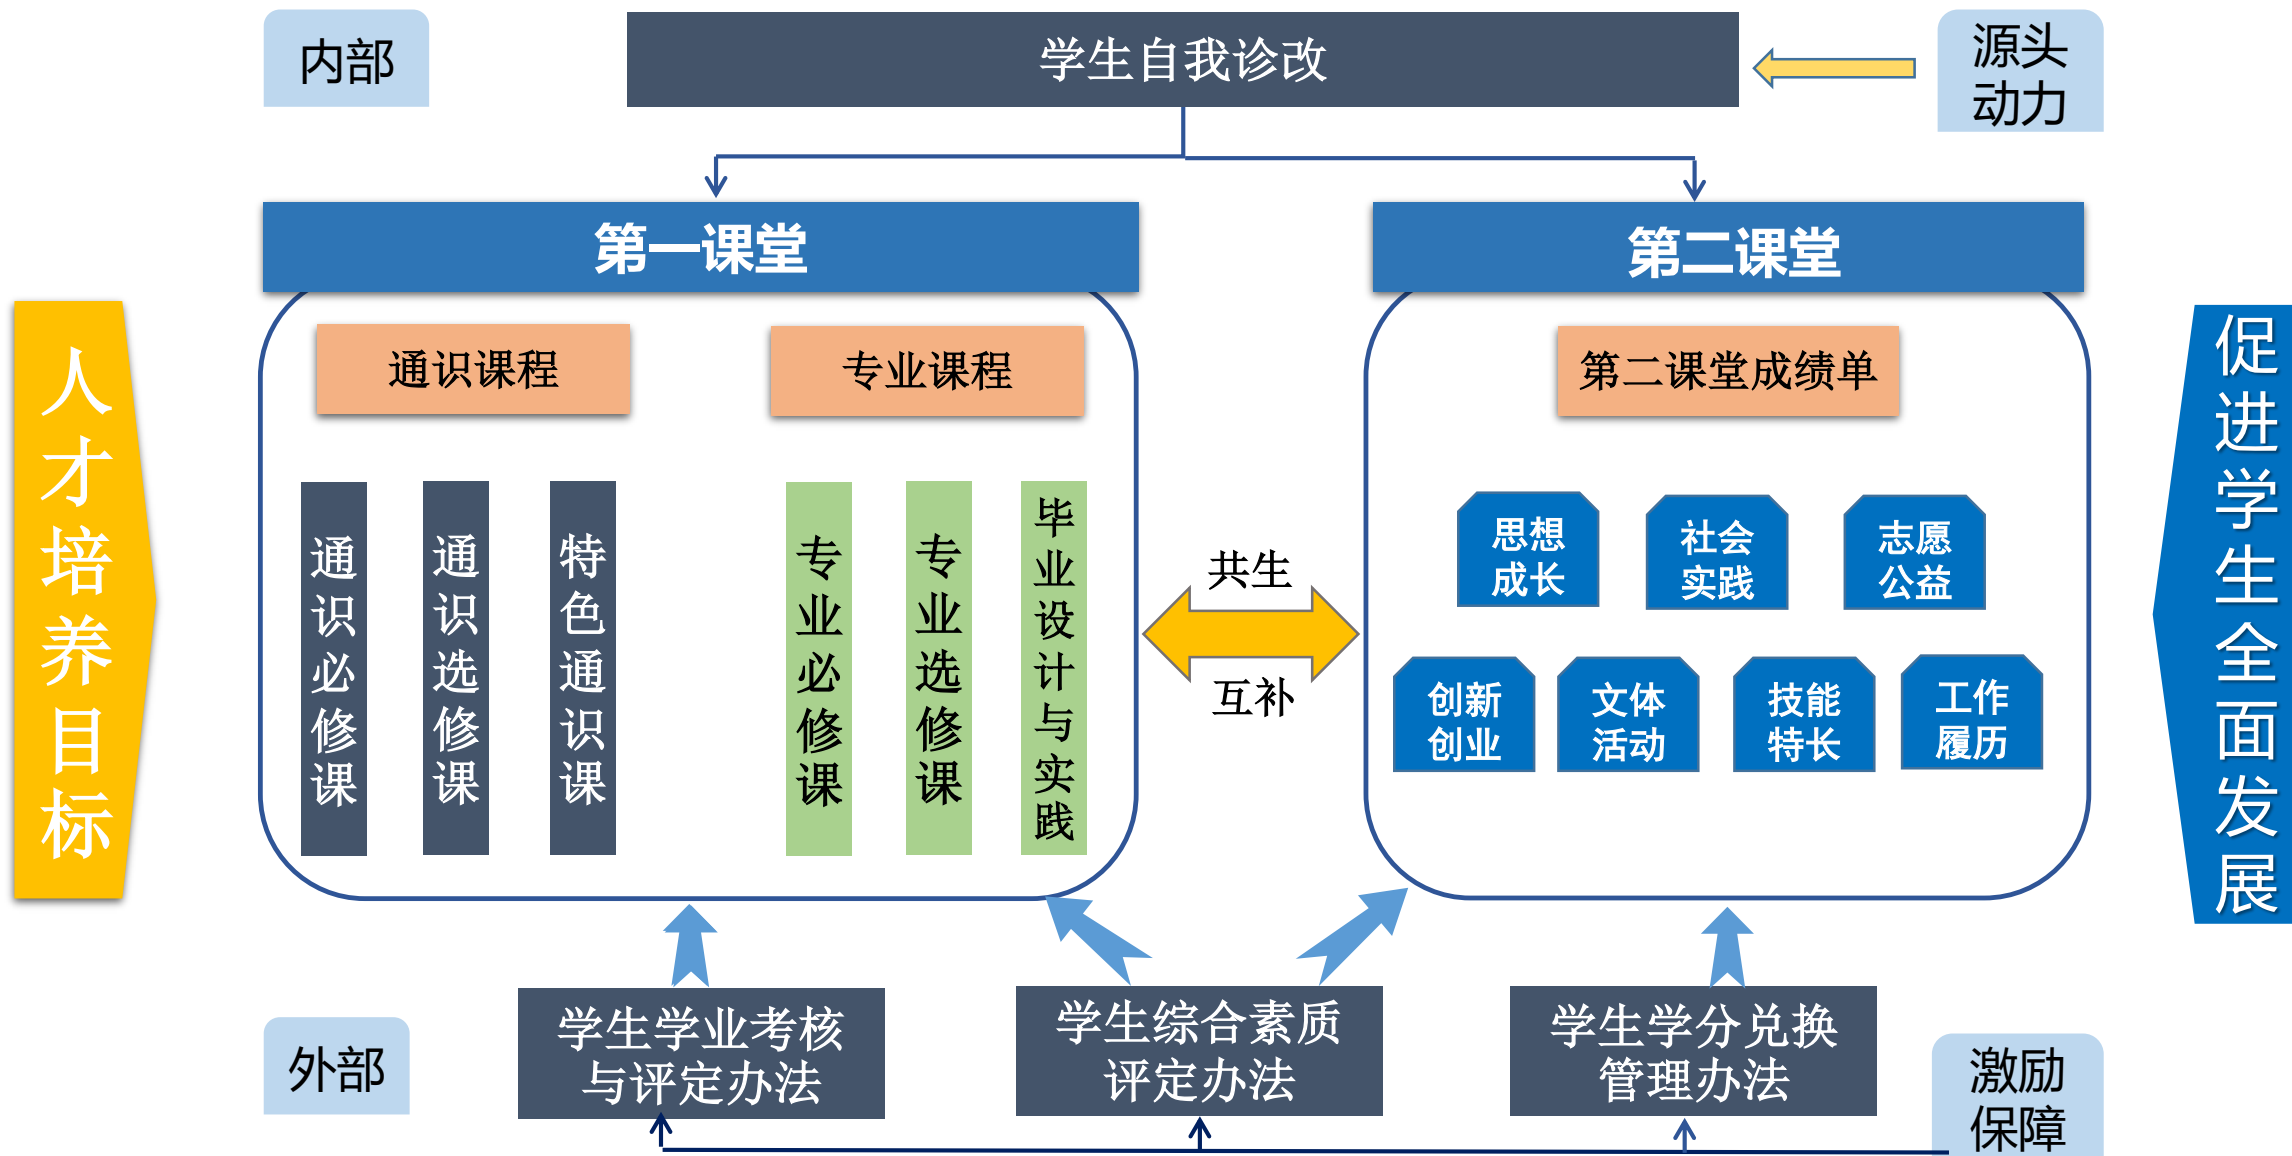 内部
学生自我诊改
源头
动力
第一课堂
第二课堂
人才培养目标
通识课程
专业课程
第二课堂成绩单
通识必修课
通识选修课
特色通识课
专业必修课
专业选修课
毕业设计与实践
共生
互补
思想
成长
社会
实践
志愿
公益
创新
创业
文体
活动
技能
特长
工作
履历
促进学生全面发展
外部
学生学业考核
与评定办法
学生综合素质
评定办法
学生学分兑换
管理办法
激励
保障